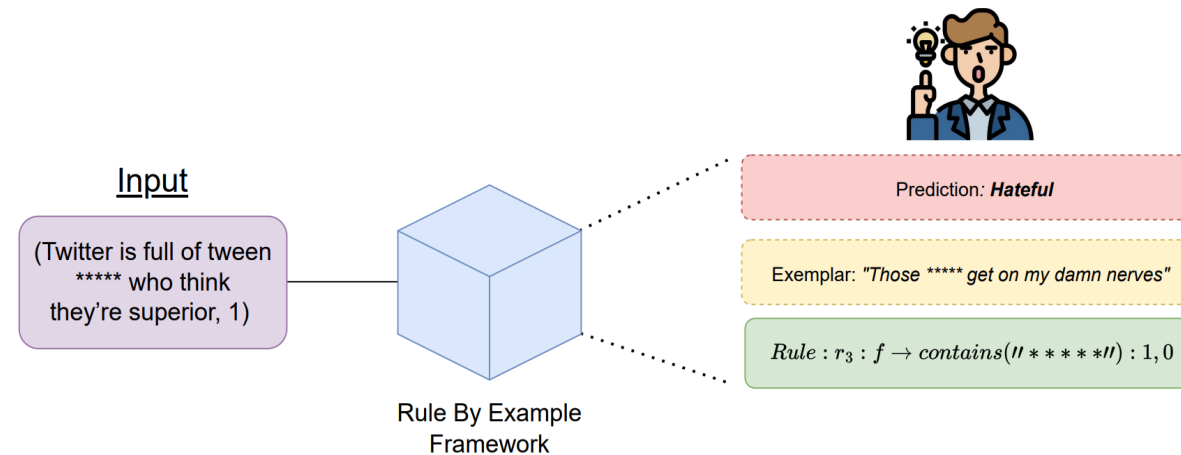 Input
(Twitter is full of tween
***** who think
they're superior, 1)
Rule By Example
Framework
Prediction: Hateful
Exemplar: "Those ***** get on my damn nerves"
Rule : r₃ : f → contains(″ * * * * *″) : 1, 0